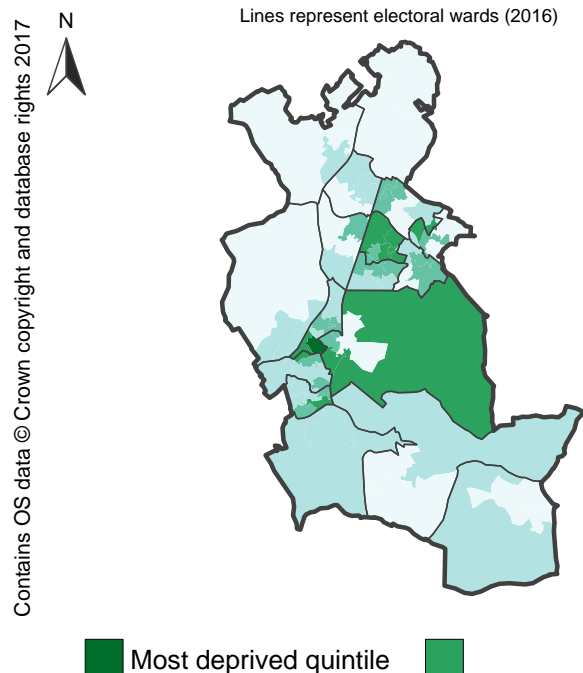 Lines represent electoral wards (2016)
N
Contains OS data © Crown copyright and database rights 2017
Most deprived quintile